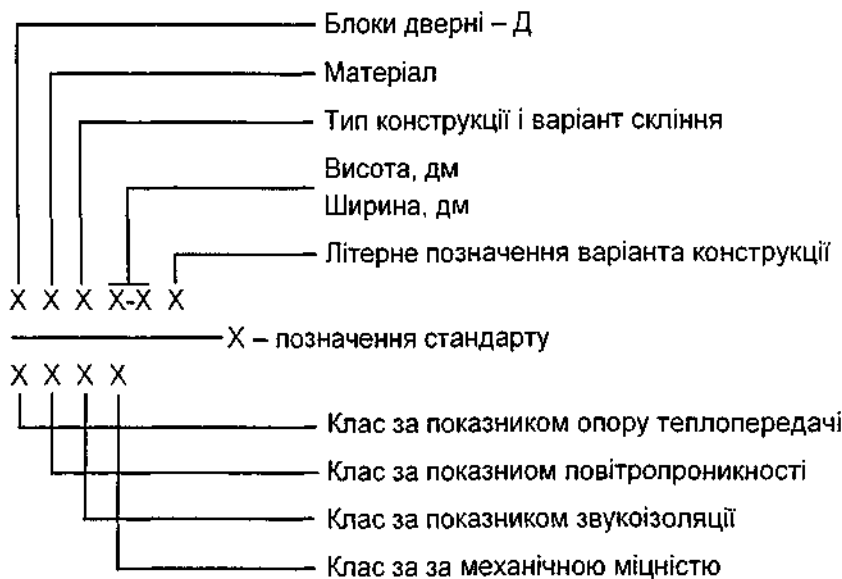 Блоки дверні – Д
Матеріал
Тип конструкції і варіант скління
Висота, дм
Ширина, дм
Літерне позначення варіанта конструкції
X X X X-X X
X – позначення стандарту
X X X X
Клас за показником опору теплопередачі
Клас за показниом повітропроникності
Клас за показником звукоізоляції
Клас за за механічною міцністю